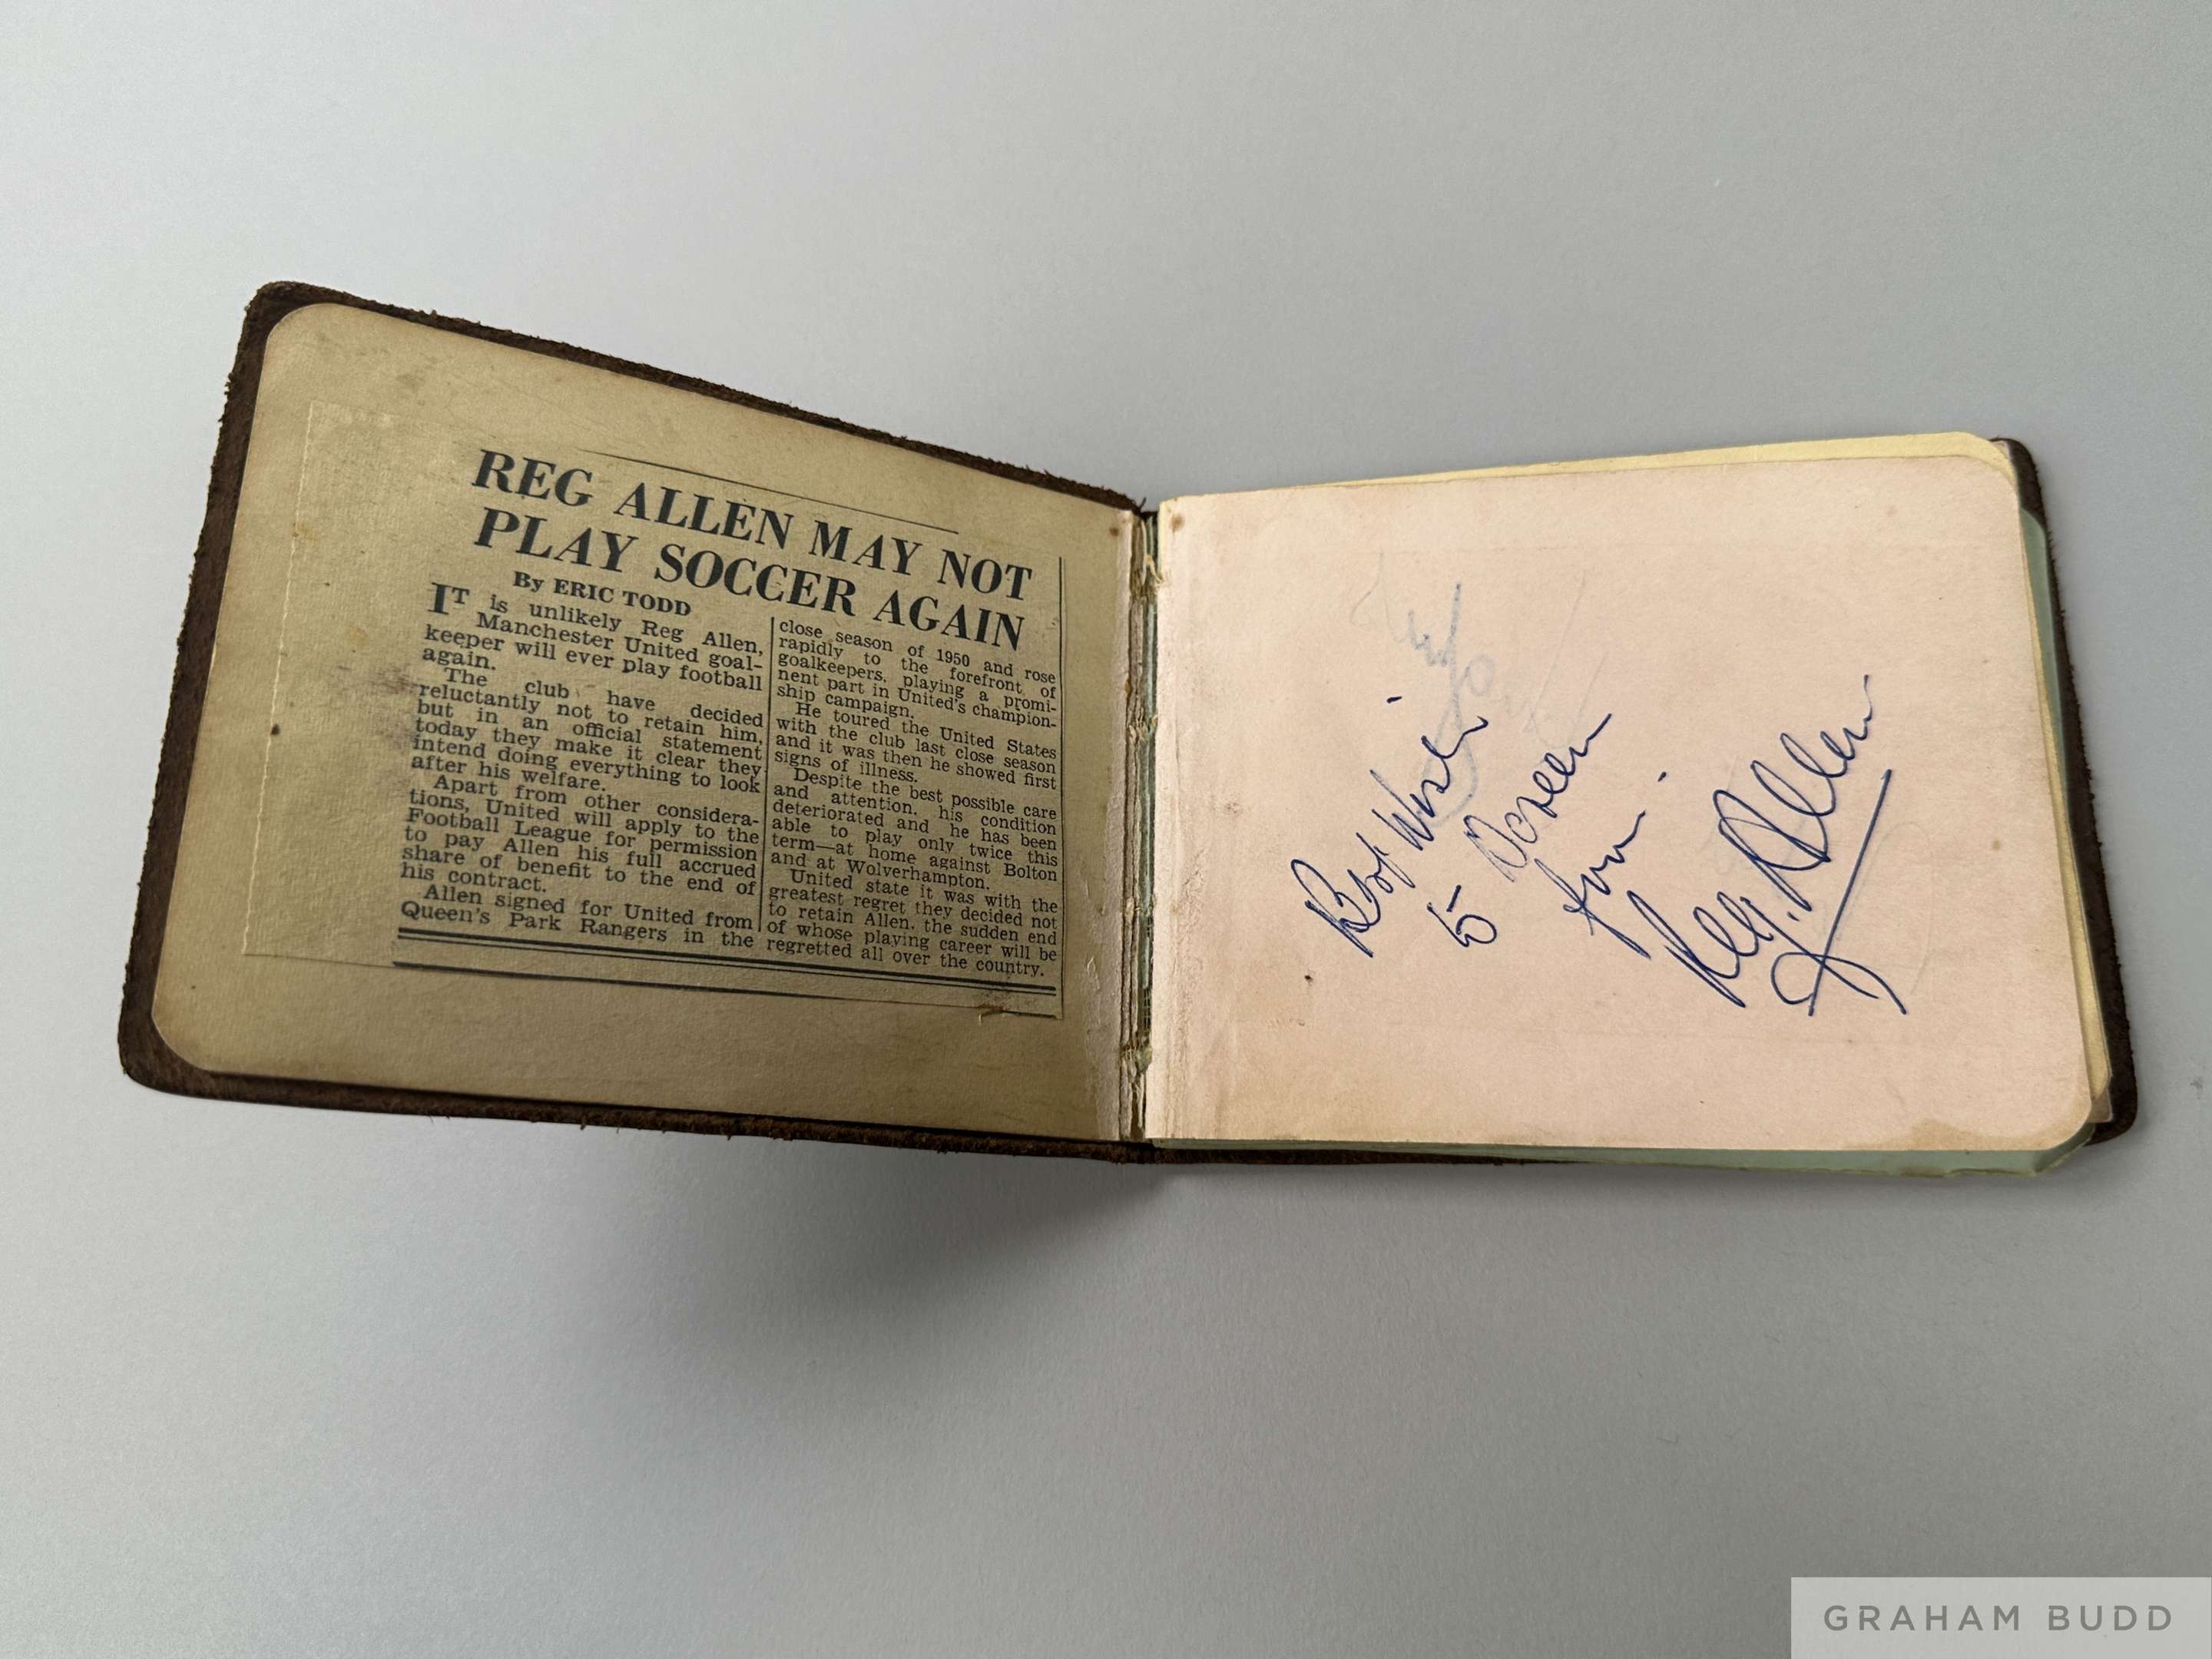 REG ALLEN MAY NOT
PLAY SOCCER AGAIN
By ERIC TODD
IT is unlikely Reg Allen,
Manchester United goal-
keeper will ever play football
again.
The club have decided
reluctantly not to retain him,
but in an official statement
today they make it clear they
intend doing everything to look
after his welfare.
Apart from other considera-
tions, United will apply to the
Football League for permission
to pay Allen his full accrued
share of benefit to the end of
his contract.
Allen signed for United from
Queen's Park Rangers in the
close season of 1950 and rose
rapidly to the forefront of
goalkeepers, playing a promi-
nent part in United's champion-
ship campaign.
He toured the United States
with the club last close season
and it was then he showed first
signs of illness.
Despite the best possible care
and attention, his condition
deteriorated and he has been
able to play only twice this
term—at home against Bolton
and at Wolverhampton.
United state it was with the
greatest regret they decided not
to retain Allen, the sudden end
of whose playing career will be
regretted all over the country.
Best Wishes
to Doreen
from
Reg. Allen
GRAHAM BUDD